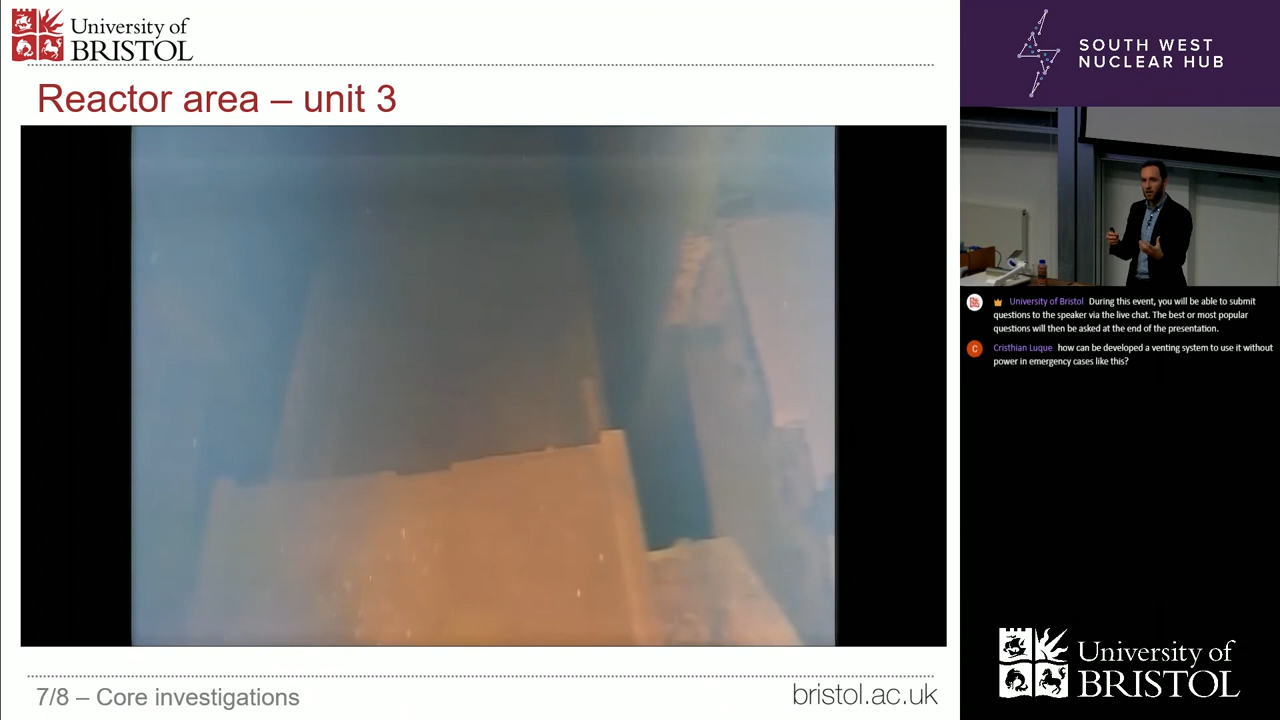 University of
BRISTOL
Reactor area – unit 3
7/8 – Core investigations
bristol.ac.uk
SOUTH WEST
NUCLEAR HUB
University of Bristol During this event, you will be able to submit
questions to the speaker via the live chat. The best or most popular
questions will then be asked at the end of the presentation.
C
Cristhian Luque how can be developed a venting system to use it without
power in emergency cases like this?
University of
BRISTOL